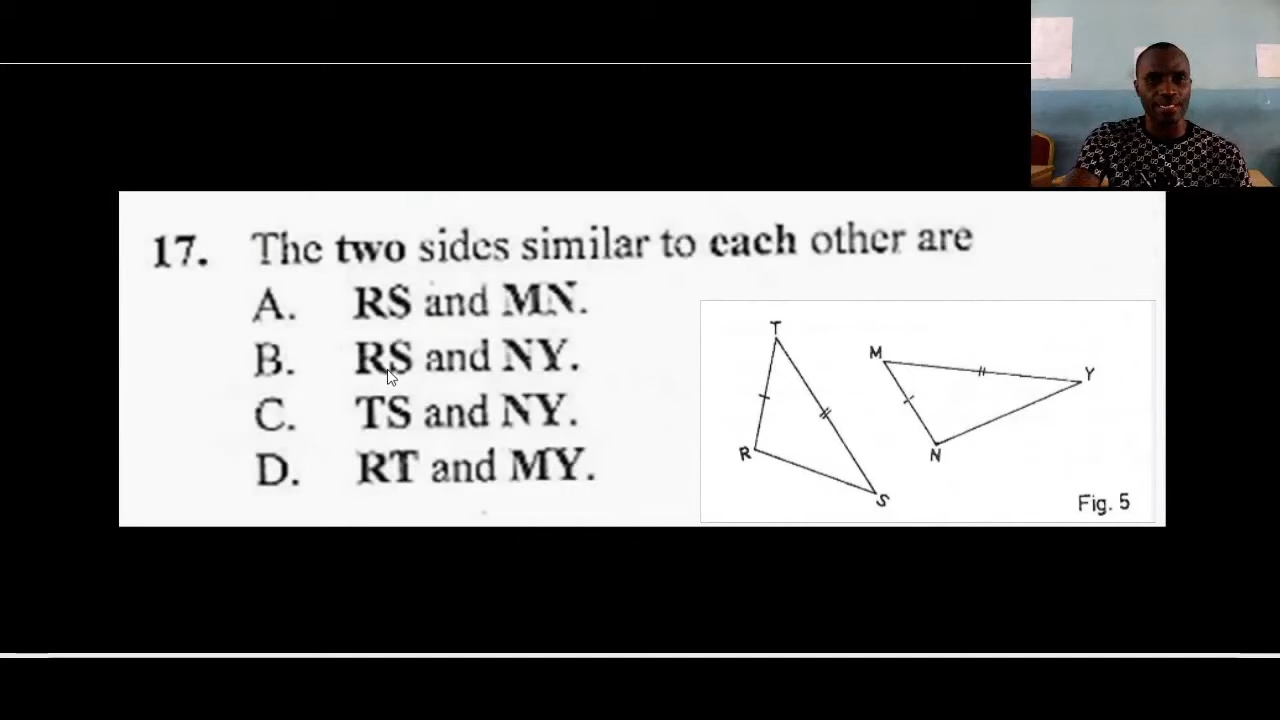 17. The two sides similar to each other are
A. RS and MN.
B. RS and NY.
C. TS and NY.
D. RT and MY.
T
M
Y
R
N
S
Fig. 5